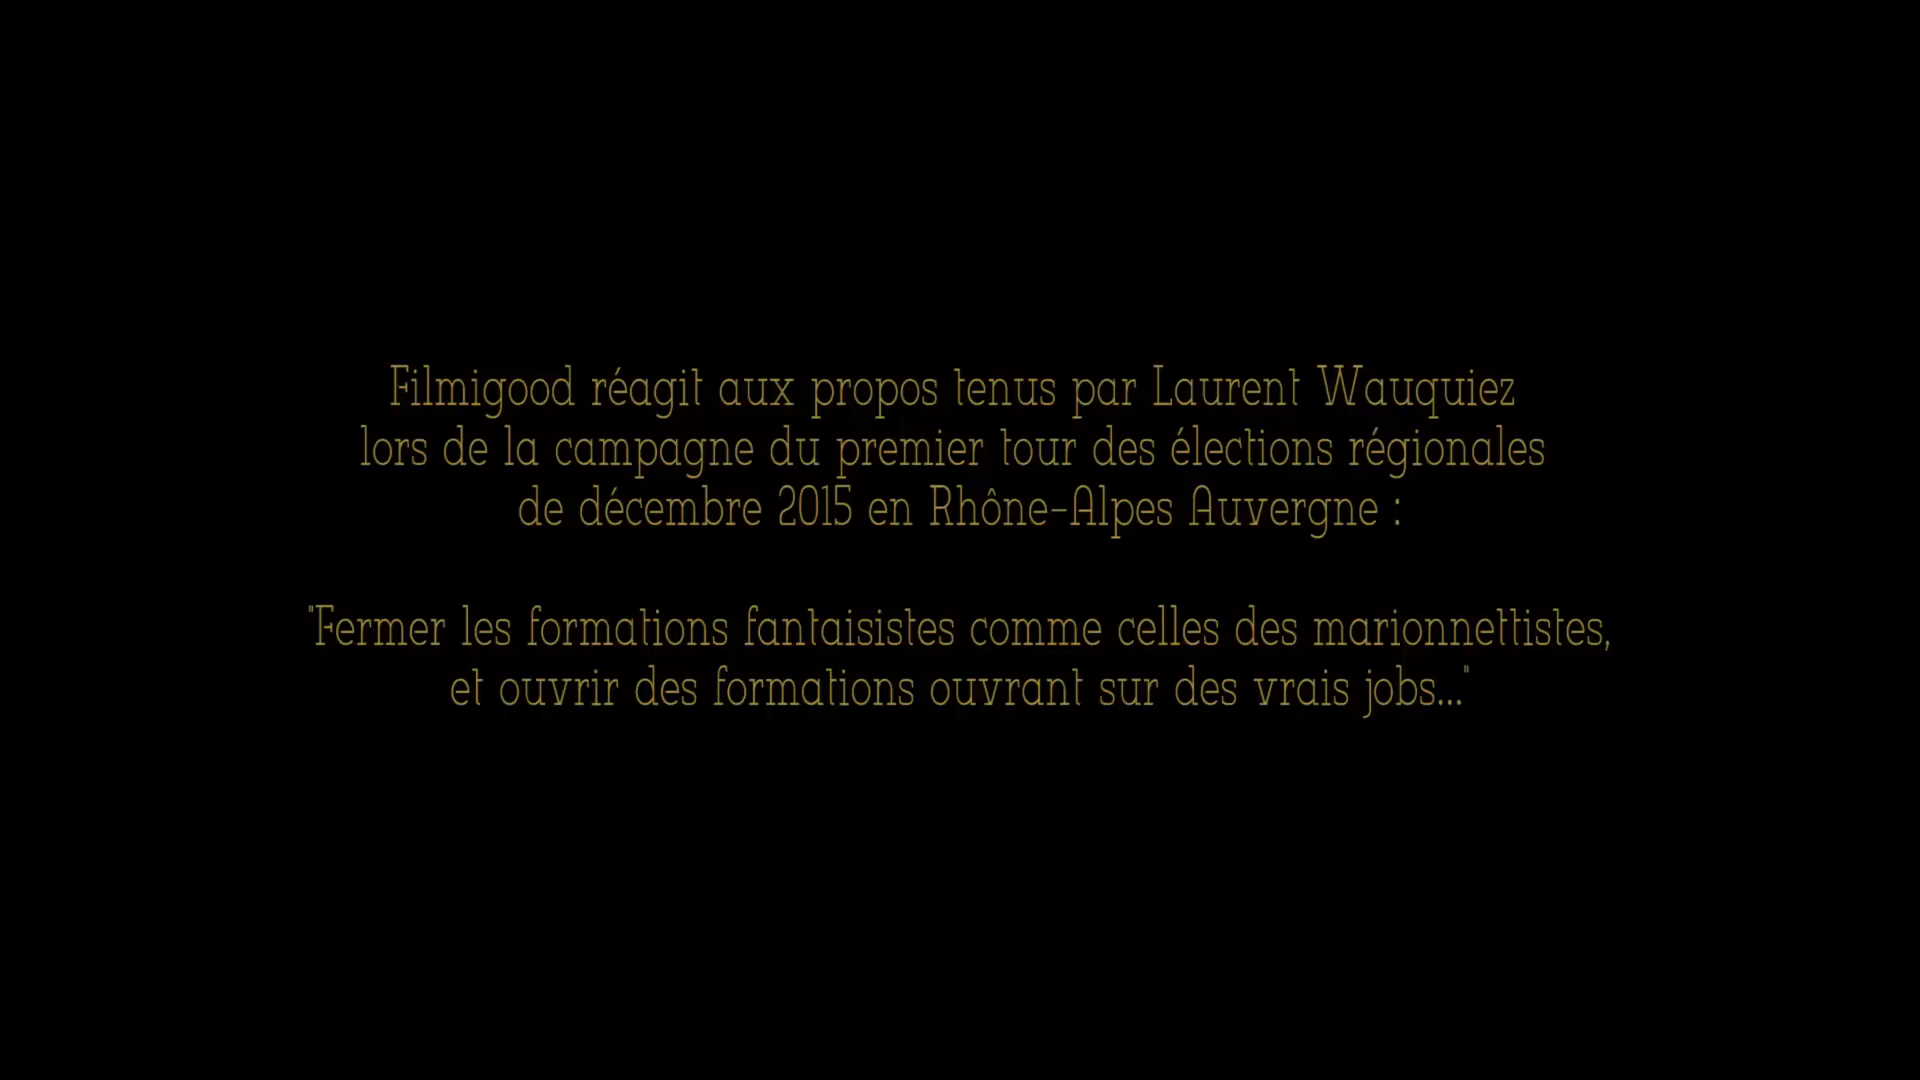 Filmigood réagit aux propos tenus par Laurent Wauquiez
lors de la campagne du premier tour des élections régionales
de décembre 2015 en Rhône-Alpes Auvergne :
"Fermer les formations fantaisistes comme celles des marionnettistes,
et ouvrir des formations ouvrant sur des vrais jobs..."